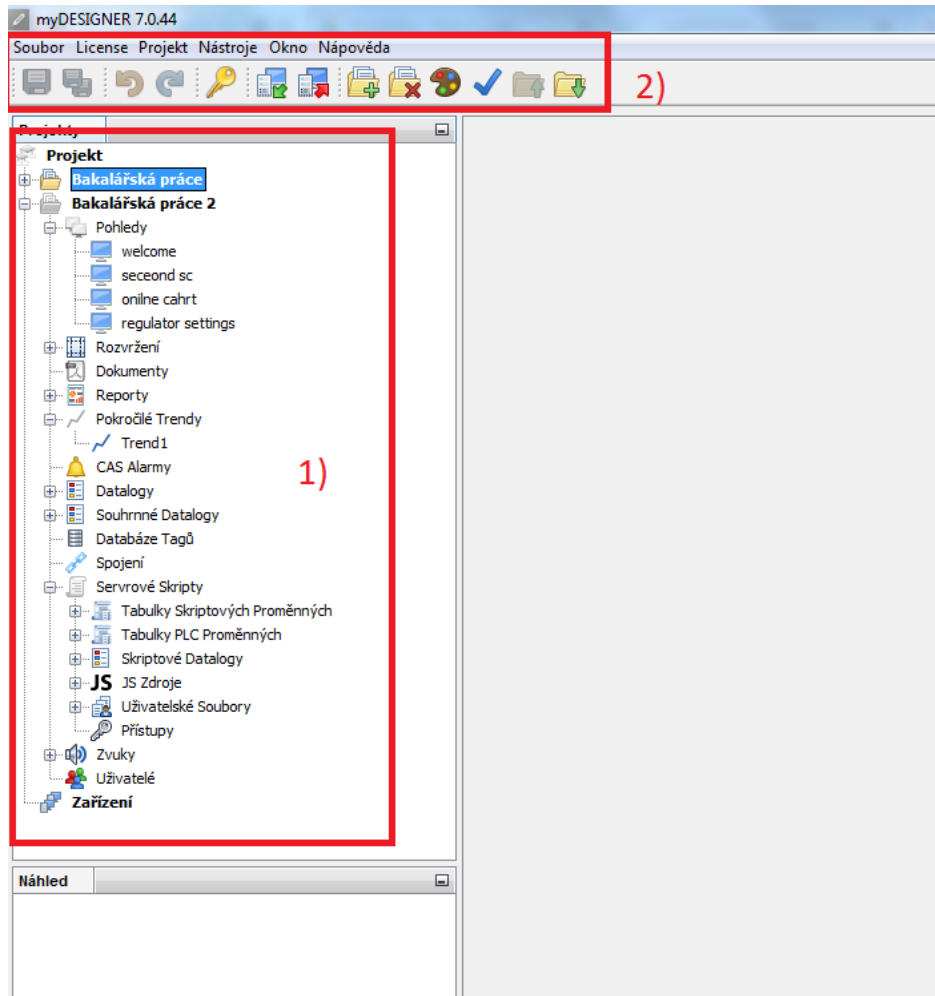 myDESIGNER 7.0.44
Soubor License Projekt Nástroje Okno Nápověda
2)
Projekty
Projekt
Bakalářská práce
Bakalářská práce 2
Pohledy
welcome
seceond sc
onilne cahrt
regulator settings
Rozvržení
Dokumenty
Reporty
Pokročilé Trendy
Trend1
CAS Alarmy
1)
Datalogy
Souhrnné Datalogy
Databáze Tagů
Spojení
Servrové Skripty
Tabulky Skriptových Proměnných
Tabulky PLC Proměnných
Skriptové Datalogy
JS JS Zdroje
Uživatelské Soubory
Přístupy
Zvuky
Uživatelé
Zařízení
Náhled